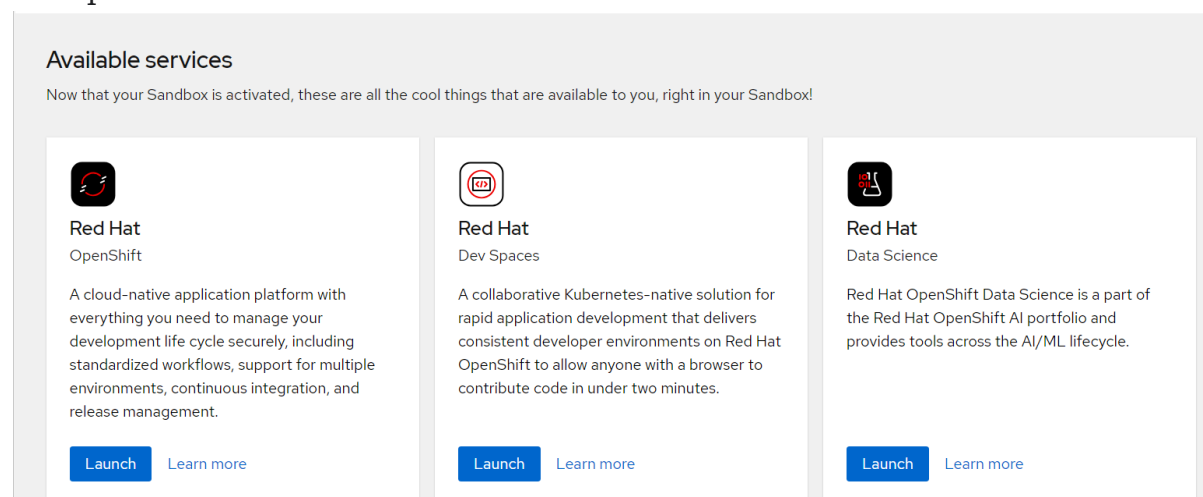 Available services
Now that your Sandbox is activated, these are all the cool things that are available to you, right in your Sandbox!
Red Hat
OpenShift
A cloud-native application platform with
everything you need to manage your
development life cycle securely, including
standardized workflows, support for multiple
environments, continuous integration, and
release management.
Launch Learn more
Red Hat
Dev Spaces
A collaborative Kubernetes-native solution for
rapid application development that delivers
consistent developer environments on Red Hat
OpenShift to allow anyone with a browser to
contribute code in under two minutes.
Launch Learn more
Red Hat
Data Science
Red Hat OpenShift Data Science is a part of
the Red Hat OpenShift AI portfolio and
provides tools across the AI/ML lifecycle.
Launch Learn more